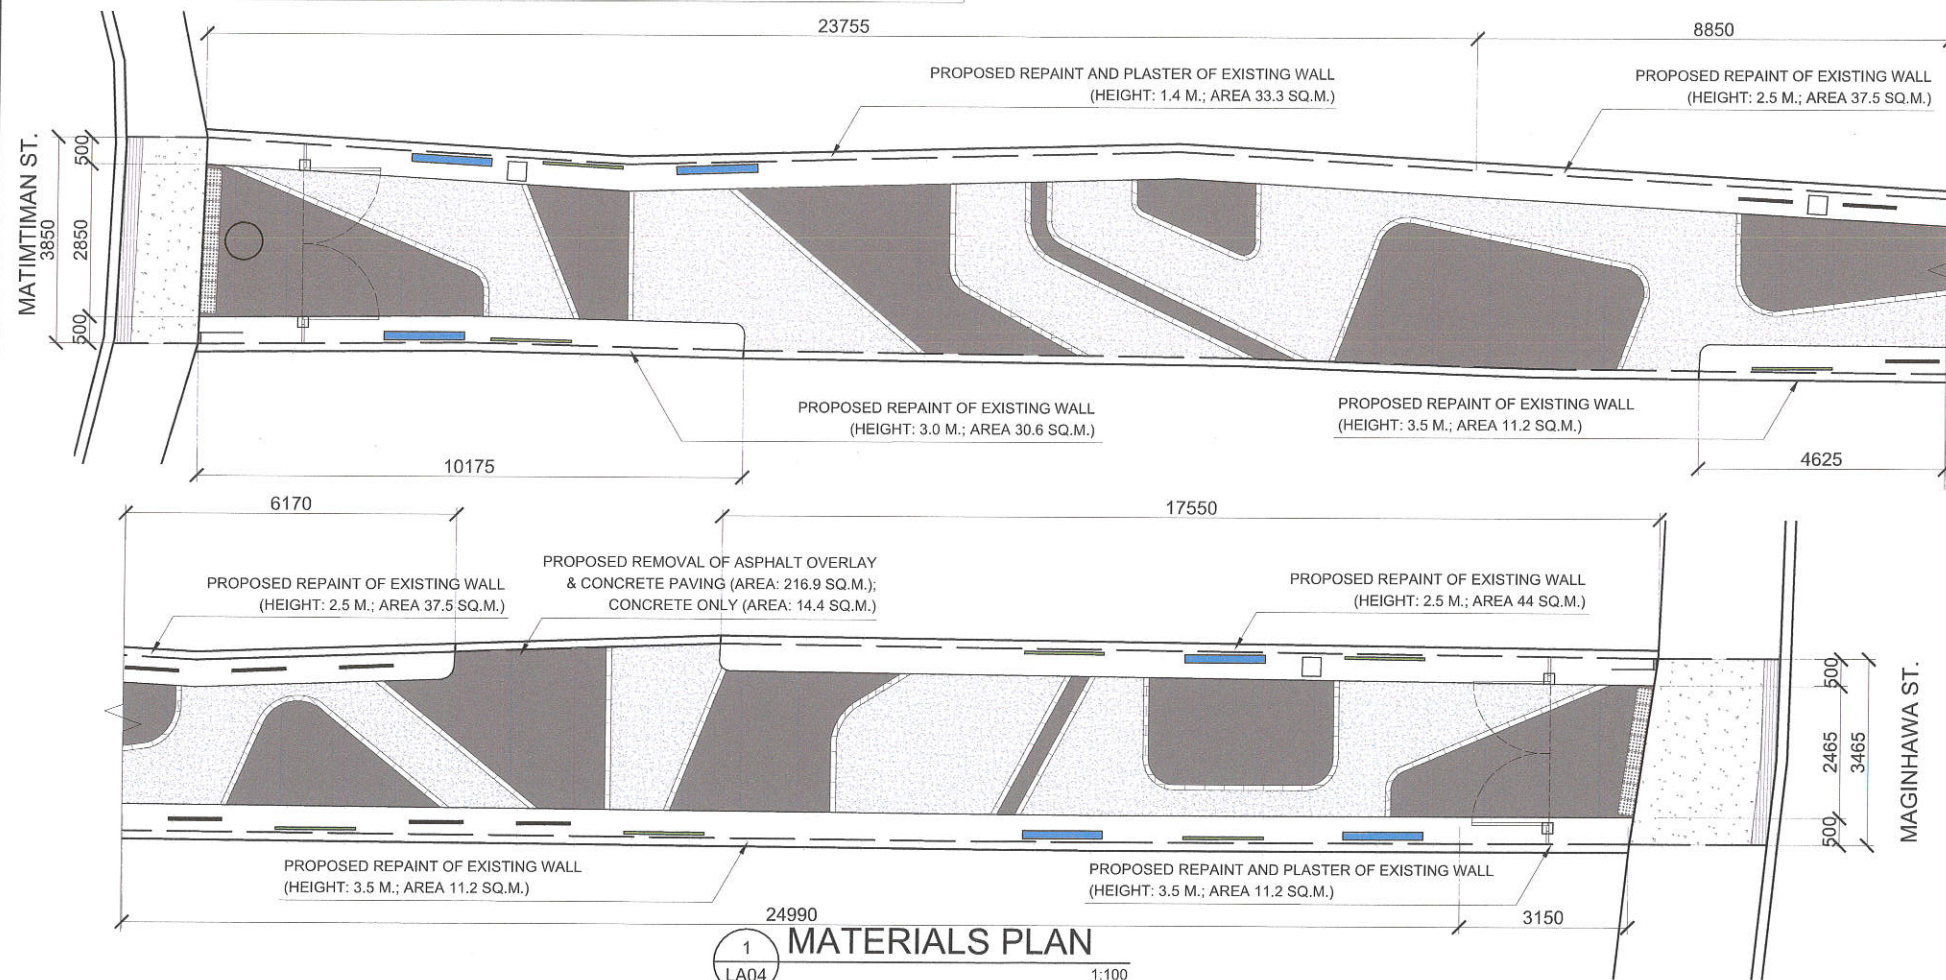 23755
8850
PROPOSED REPAINT AND PLASTER OF EXISTING WALL
(HEIGHT: 1.4 M.; AREA 33.3 SQ.M.)
PROPOSED REPAINT OF EXISTING WALL
(HEIGHT: 2.5 M.; AREA 37.5 SQ.M.)
MATIMTIMAN ST.
3850
500
2850
500
PROPOSED REPAINT OF EXISTING WALL
(HEIGHT: 3.0 M.; AREA 30.6 SQ.M.)
PROPOSED REPAINT OF EXISTING WALL
(HEIGHT: 3.5 M.; AREA 11.2 SQ.M.)
10175
4625
6170
17550
PROPOSED REPAINT OF EXISTING WALL
(HEIGHT: 2.5 M.; AREA 37.5 SQ.M.)
PROPOSED REMOVAL OF ASPHALT OVERLAY
& CONCRETE PAVING (AREA: 216.9 SQ.M.);
CONCRETE ONLY (AREA: 14.4 SQ.M.)
PROPOSED REPAINT OF EXISTING WALL
(HEIGHT: 2.5 M.; AREA 44 SQ.M.)
500
2465
500
3465
MAGINHAWA ST.
PROPOSED REPAINT OF EXISTING WALL
(HEIGHT: 3.5 M.; AREA 11.2 SQ.M.)
PROPOSED REPAINT AND PLASTER OF EXISTING WALL
(HEIGHT: 3.5 M.; AREA 11.2 SQ.M.)
24990
3150
1
LA04
MATERIALS PLAN
1:100